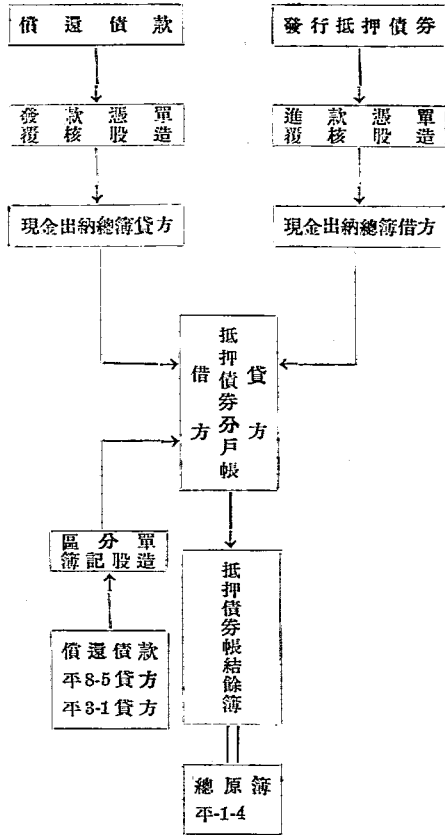 償還債款
發款憑單
覆核股造
現金出納總簿貸方
發行抵押債券
進款憑單
覆核股造
現金出納總簿借方
借方
抵押債券分戶帳
貸方
區分單
簿記股造
償還債款
平8-5貸方
平3-1貸方
抵押債券帳結餘簿
總原簿
平-1-4